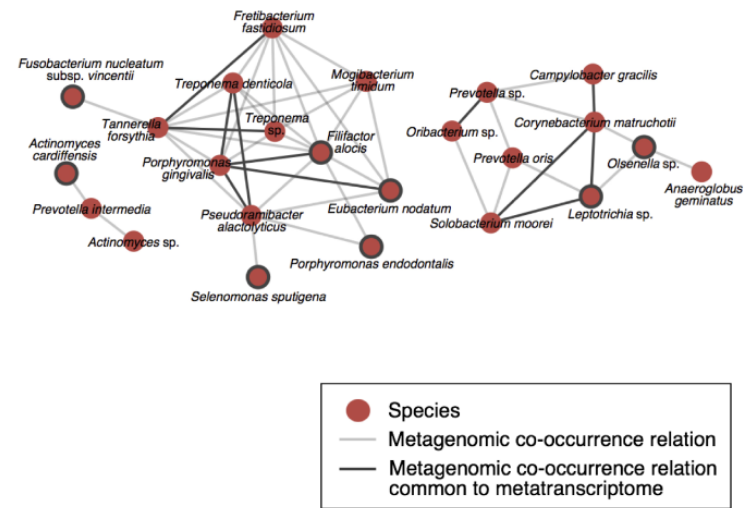 Fretibacterium
fastidiosum
Fusobacterium nucleatum
subsp. vincentii
Treponema denticola
Mogibacterium
timidum
Campylobacter gracilis
Prevotella sp.
Tannerella
forsythia
Treponema
sp.
Filifactor
alocis
Corynebacterium matruchotii
Oribacterium sp.
Actinomyces
cardiffensis
Porphyromonas
gingivalis
Prevotella oris
Olsenella sp.
Anaeroglobus
geminatus
Prevotella intermedia
Pseudoramibacter
alactolyticus
Eubacterium nodatum
Leptotrichia sp.
Solobacterium moorei
Actinomyces sp.
Porphyromonas endodontalis
Selenomonas sputigena
Species
Metagenomic co-occurrence relation
Metagenomic co-occurrence relation
common to metatranscriptome